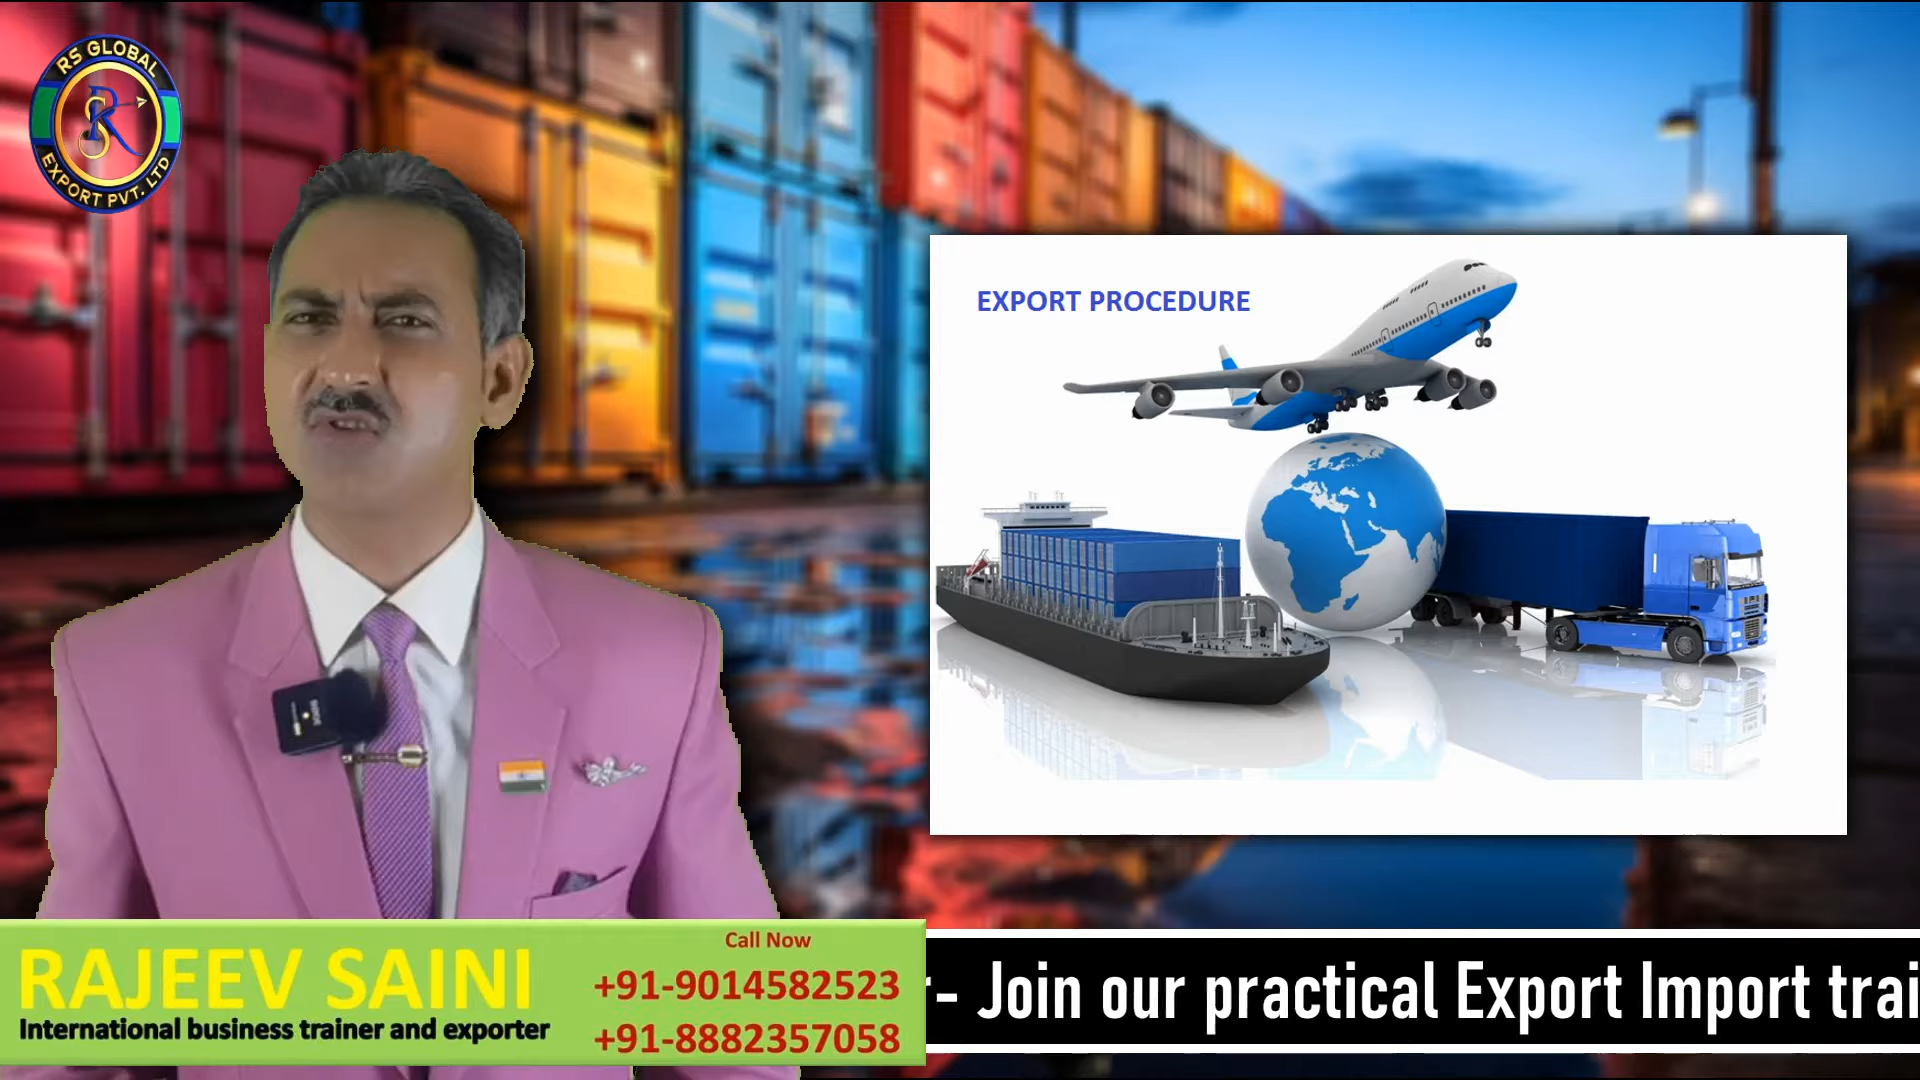 RS GLOBAL
EXPORT PVT. LTD
EXPORT PROCEDURE
RAJEEV SAINI
International business trainer and exporter
Call Now
+91-9014582523
+91-8882357058
- Join our practical Export Import trai